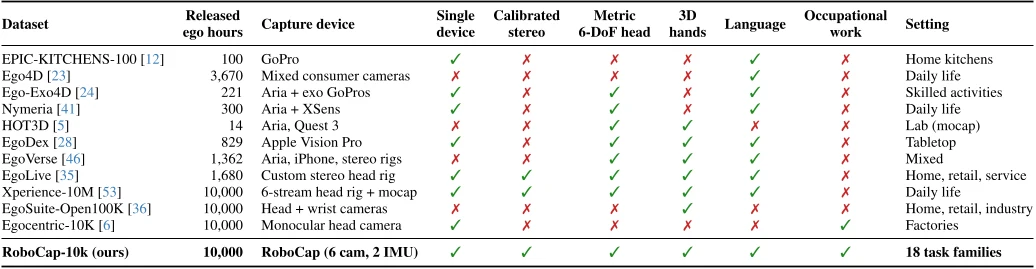 Dataset Released ego hours Capture device Single device Calibrated stereo Metric 6-DoF head 3D hands Language Occupational work Setting
EPIC-KITCHENS-100 [12] 100 GoPro ✓ ✗ ✗ ✗ ✓ ✗ Home kitchens
Ego4D [23] 3,670 Mixed consumer cameras ✗ ✗ ✗ ✗ ✓ ✗ Daily life
Ego-Exo4D [24] 221 Aria + exo GoPros ✓ ✗ ✓ ✗ ✓ ✗ Skilled activities
Nymeria [41] 300 Aria + XSens ✓ ✗ ✓ ✗ ✓ ✗ Daily life
HOT3D [5] 14 Aria, Quest 3 ✗ ✗ ✓ ✓ ✗ ✗ Lab (mocap)
EgoDex [28] 829 Apple Vision Pro ✓ ✗ ✓ ✓ ✓ ✗ Tabletop
EgoVerse [46] 1,362 Aria, iPhone, stereo rigs ✗ ✗ ✓ ✓ ✓ ✗ Mixed
EgoLive [35] 1,680 Custom stereo head rig ✓ ✓ ✓ ✓ ✓ ✗ Home, retail, service
Xperience-10M [53] 10,000 6-stream head rig + mocap ✓ ✓ ✓ ✓ ✓ ✗ Daily life
EgoSuite-Open100K [36] 10,000 Head + wrist cameras ✗ ✗ ✗ ✓ ✗ ✗ Home, retail, industry
Egocentric-10K [6] 10,000 Monocular head camera ✓ ✗ ✗ ✗ ✗ ✓ Factories
RoboCap-10k (ours) 10,000 RoboCap (6 cam, 2 IMU) ✓ ✓ ✓ ✓ ✓ ✓ 18 task families